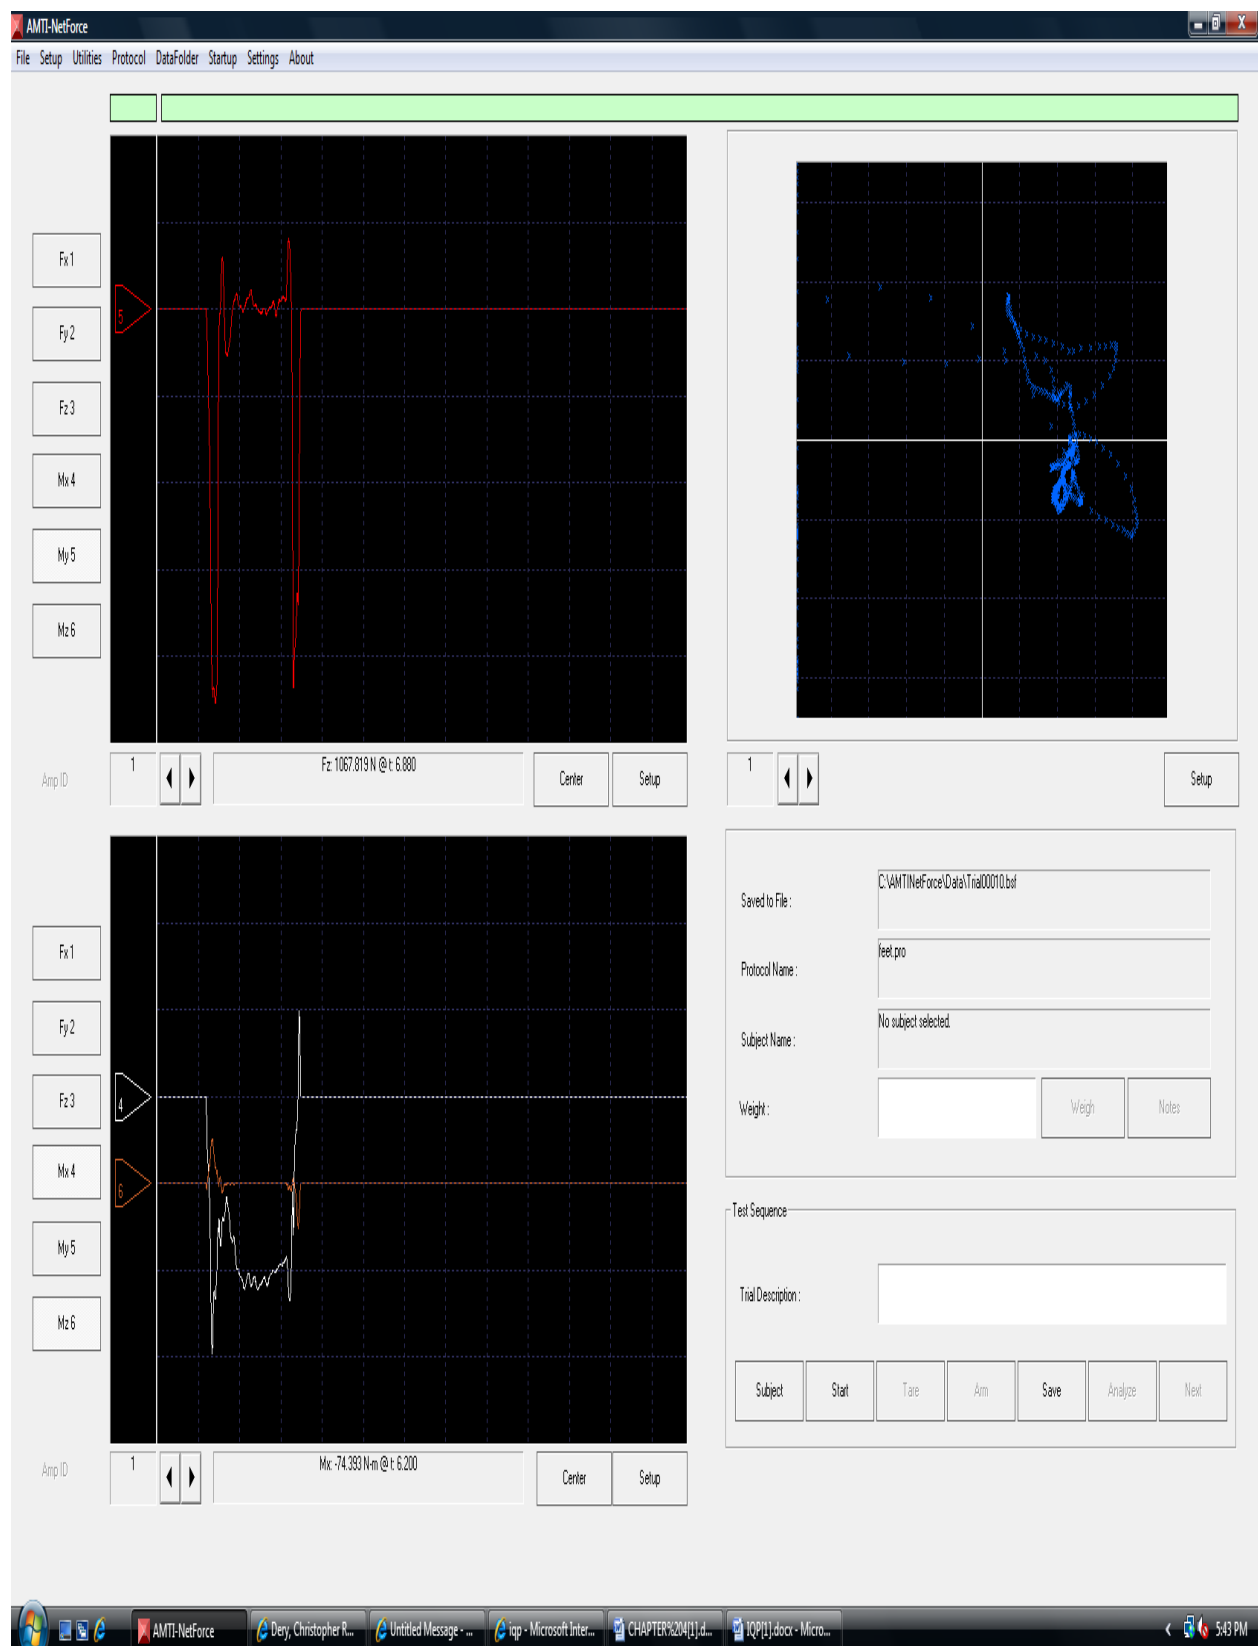 AMTI-NetForce
File Setup Utilities Protocol DataFolder Startup Settings About
Fx 1
Fy 2
Fz 3
Mx 4
My 5
Mz 6
5
Amp ID
1
Fz: 1067.819 N @ t: 6.880
Center
Setup
1
Setup
Fx 1
Fy 2
Fz 3
Mx 4
My 5
Mz 6
4
6
Amp ID
1
Mx: -74.393 N-m @ t: 6.200
Center
Setup
Saved to File :
C:\AMTINetForce\Data\Trial00010.bsf
Protocol Name :
feet.pro
Subject Name :
No subject selected.
Weight :
Weigh
Notes
Test Sequence
Trial Description :
Subject Start Tare Arm Save Analyze Next
AMTI-NetForce
Dery, Christopher R...
Untitled Message - ...
iqp - Microsoft Inter...
CHAPTER%204[1].d...
IQP[1].docx - Micro...
5:43 PM